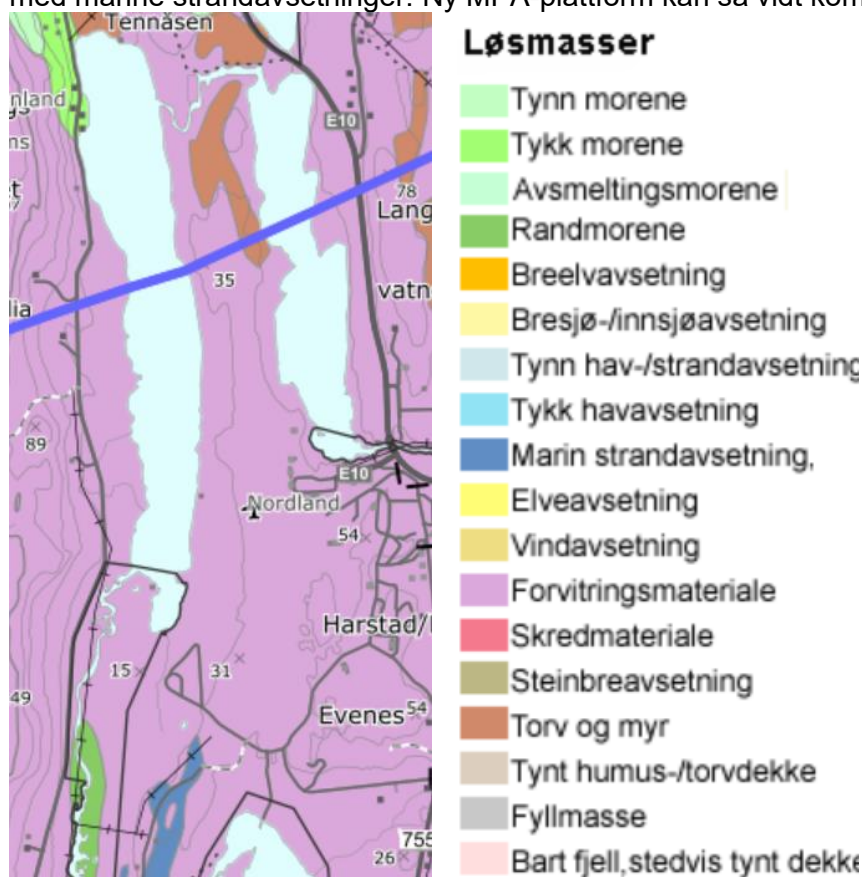 med marine strandavsetninger. Ny MPA-plattform kan så vidt kom
Tennåsen
nland
E10
78
Lang
35
vatn
lia
89
E10
Nordland
54
Harstad/
15
31
49
Evenes
54
755
26
Løsmasser
Tynn morene
Tykk morene
Avsmeltingsmorene
Randmorene
Breelvavsetning
Bresjø-/innsjøavsetning
Tynn hav-/strandavsetning
Tykk havavsetning
Marin strandavsetning,
Elveavsetning
Vindavsetning
Forvitringsmateriale
Skredmateriale
Steinbreavsetning
Torv og myr
Tynt humus-/torvdekke
Fyllmasse
Bart fjell,stedvis tynt dekke